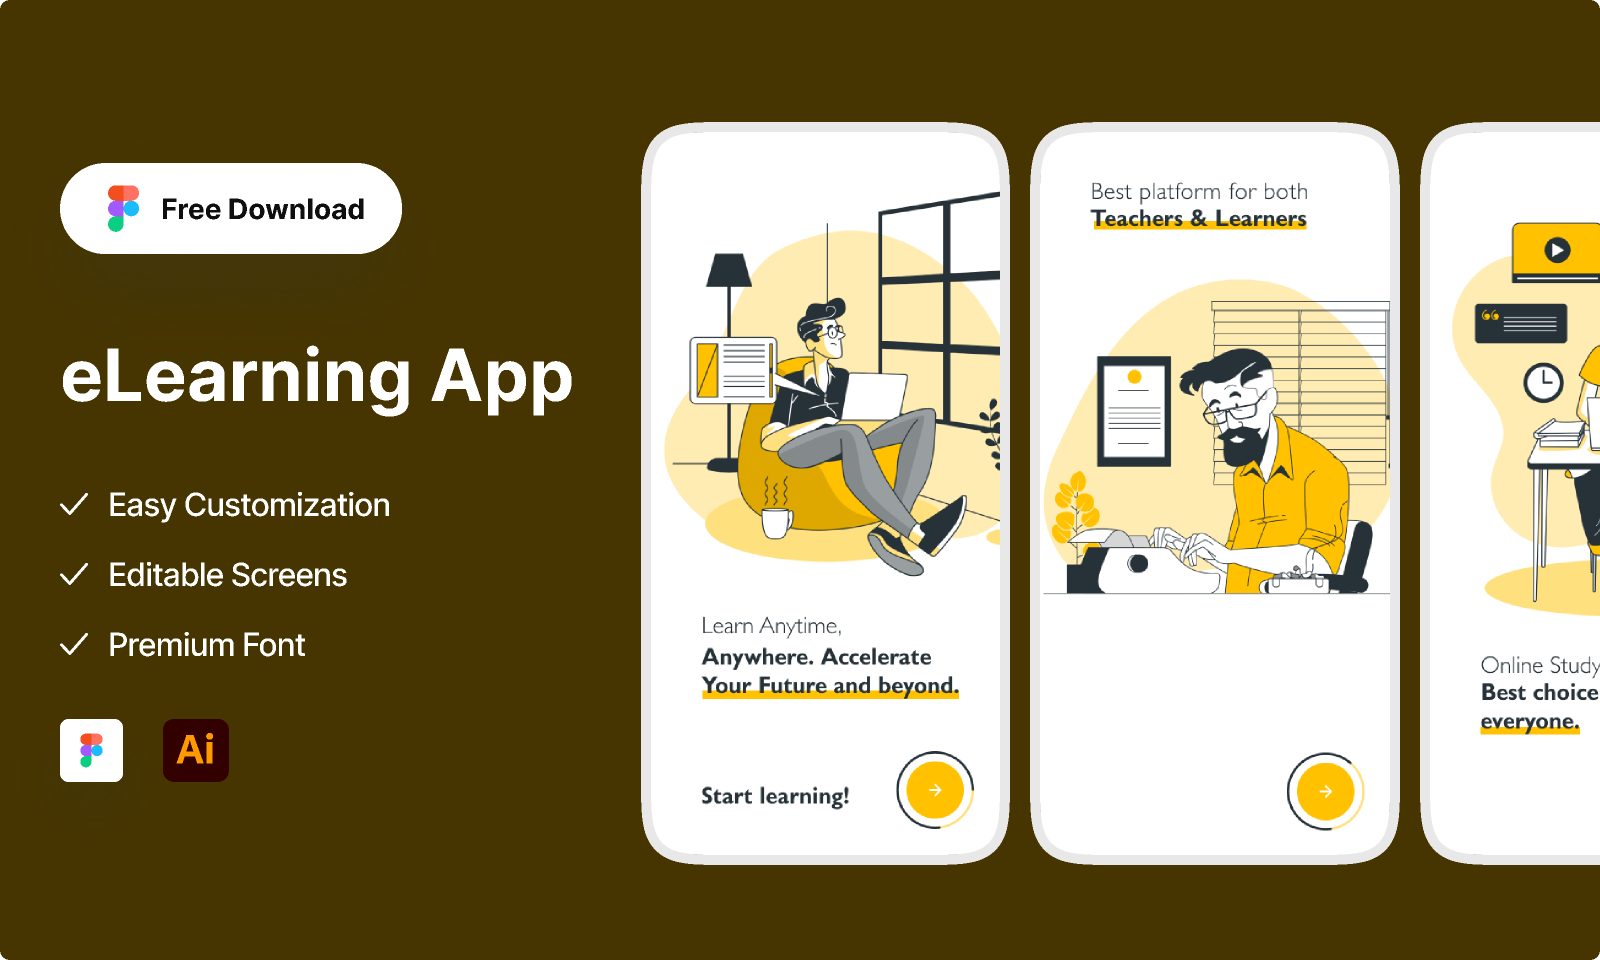 Free Download
eLearning App
Easy Customization
Editable Screens
Premium Font
Ai
Learn Anytime,
Anywhere. Accelerate
Your Future and beyond.
Start learning!
Best platform for both
Teachers & Learners
Online Study
Best choice
everyone.